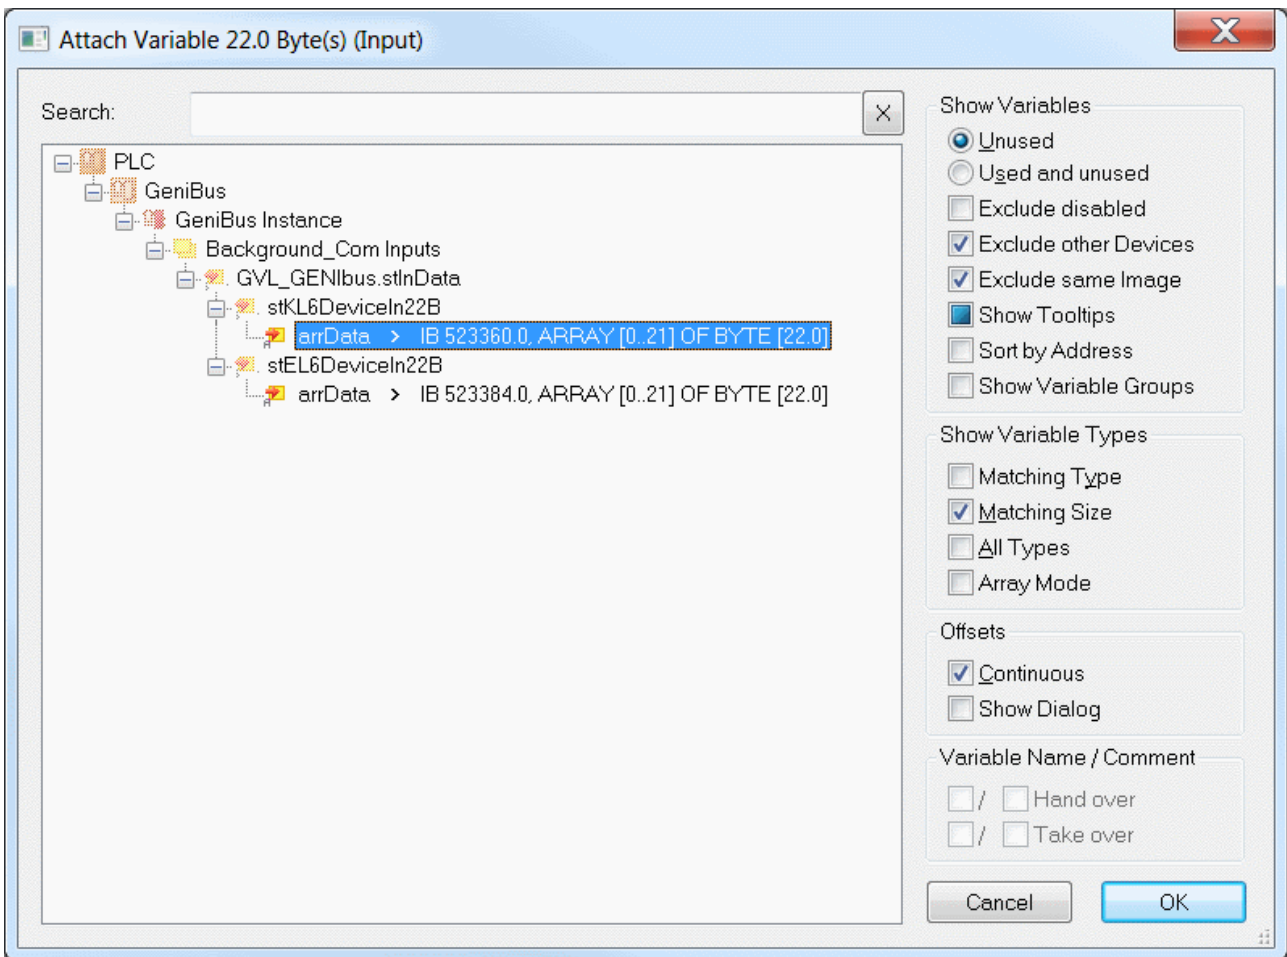 Attach Variable 22.0 Byte(s) (Input)
Search:
PLC
GeniBus
GeniBus Instance
Background_Com Inputs
GVL_GENIbus.stInData
stKL6DeviceIn22B
arrData > IB 523360.0, ARRAY [0..21] OF BYTE [22.0]
stEL6DeviceIn22B
arrData > IB 523384.0, ARRAY [0..21] OF BYTE [22.0]
Show Variables
Unused
Used and unused
Exclude disabled
Exclude other Devices
Exclude same Image
Show Tooltips
Sort by Address
Show Variable Groups
Show Variable Types
Matching Type
Matching Size
All Types
Array Mode
Offsets
Continuous
Show Dialog
Variable Name / Comment
/ Hand over
/ Take over
Cancel
OK